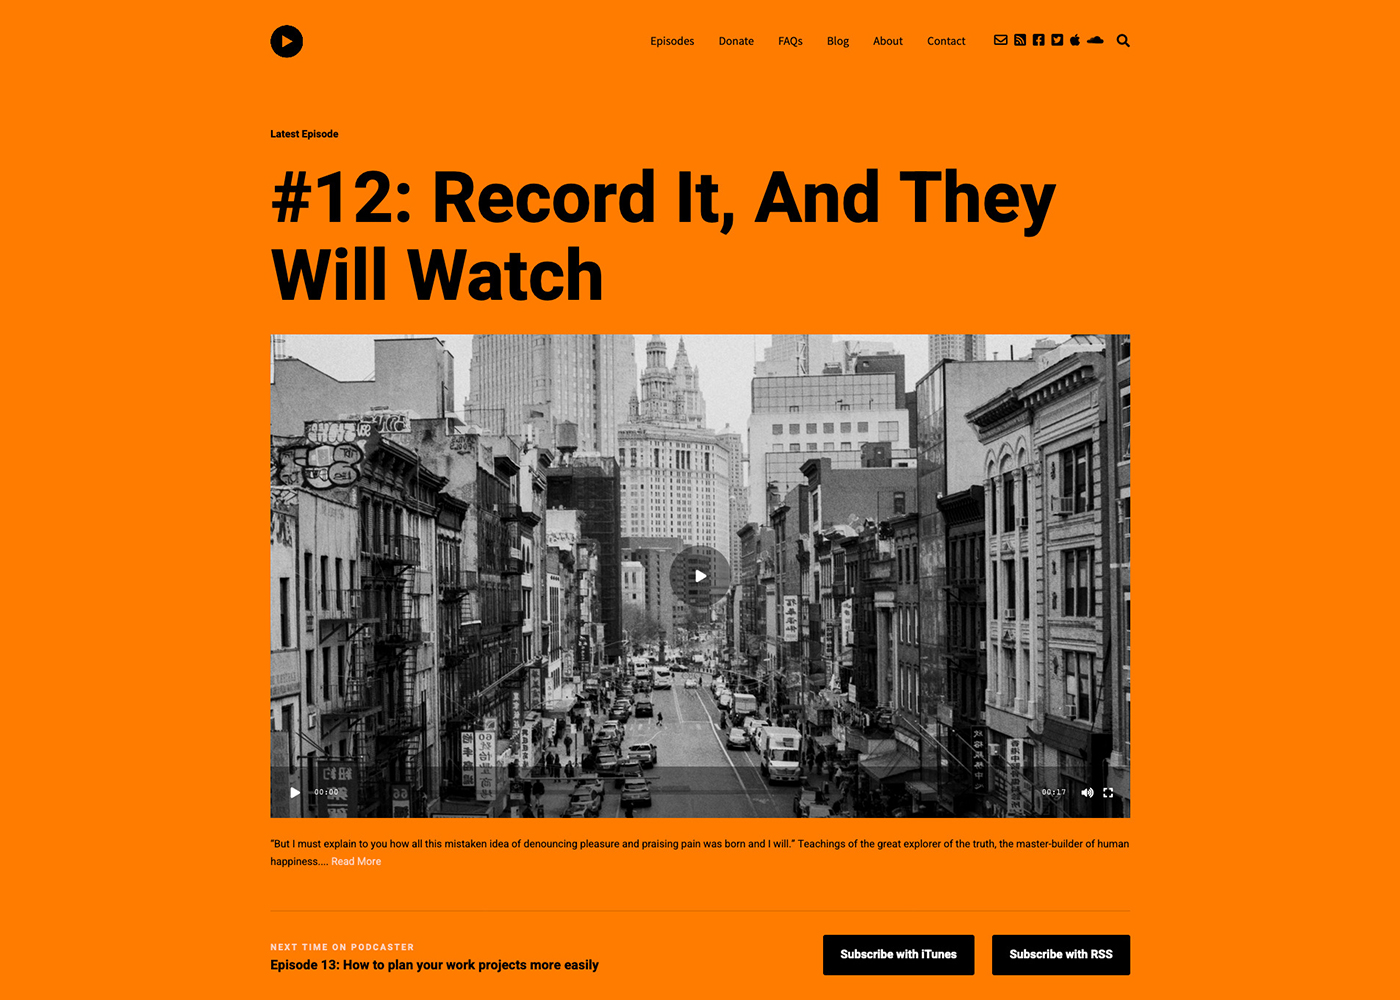 Episodes Donate FAQs Blog About Contact
Latest Episode
#12: Record It, And They
Will Watch
00:00
00:17
“But I must explain to you how all this mistaken idea of denouncing pleasure and praising pain was born and I will.” Teachings of the great explorer of the truth, the master-builder of human
happiness.... Read More
NEXT TIME ON PODCASTER
Episode 13: How to plan your work projects more easily
Subscribe with iTunes
Subscribe with RSS